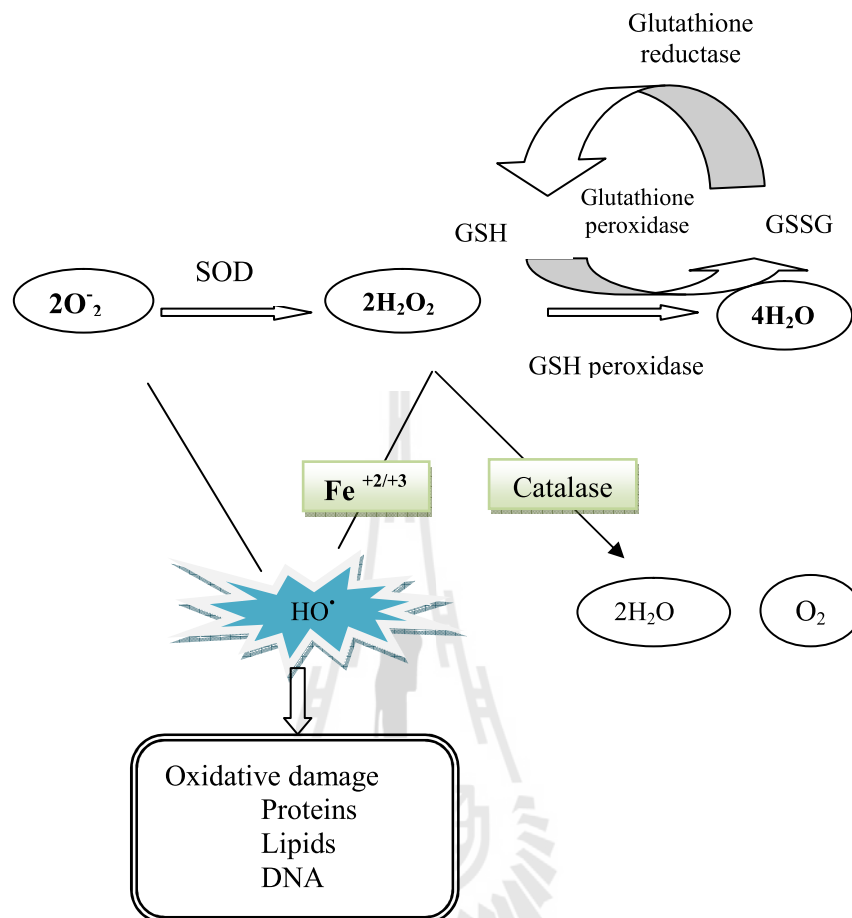 Glutathione
reductase
Glutathione
peroxidase
GSH
GSSG
SOD
2O⁻₂
2H₂O₂
4H₂O
GSH peroxidase
Fe ⁺²/⁺³
Catalase
HO•
2H₂O
O₂
Oxidative damage
Proteins
Lipids
DNA